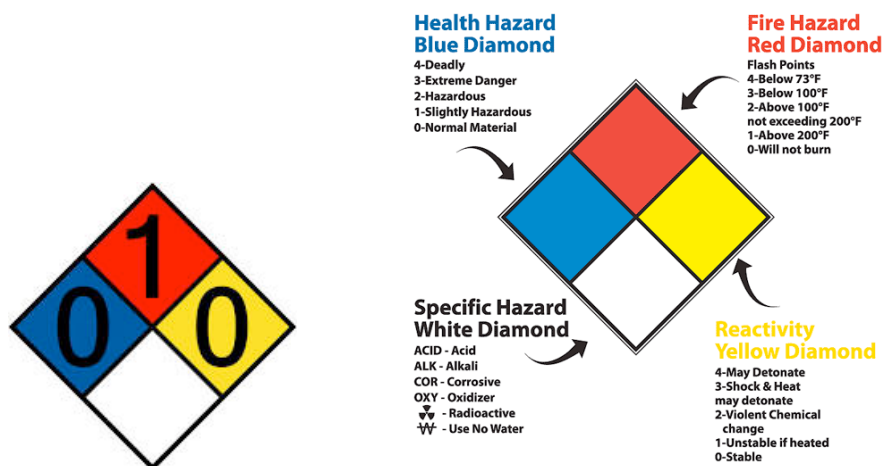 1
0 0
Health Hazard
Blue Diamond
4-Deadly
3-Extreme Danger
2-Hazardous
1-Slightly Hazardous
0-Normal Material
Fire Hazard
Red Diamond
Flash Points
4-Below 73°F
3-Below 100°F
2-Above 100°F
not exceeding 200°F
1-Above 200°F
0-Will not burn
Specific Hazard
White Diamond
ACID - Acid
ALK - Alkali
COR - Corrosive
OXY - Oxidizer
- Radioactive
W - Use No Water
Reactivity
Yellow Diamond
4-May Detonate
3-Shock & Heat
may detonate
2-Violent Chemical
change
1-Unstable if heated
0-Stable